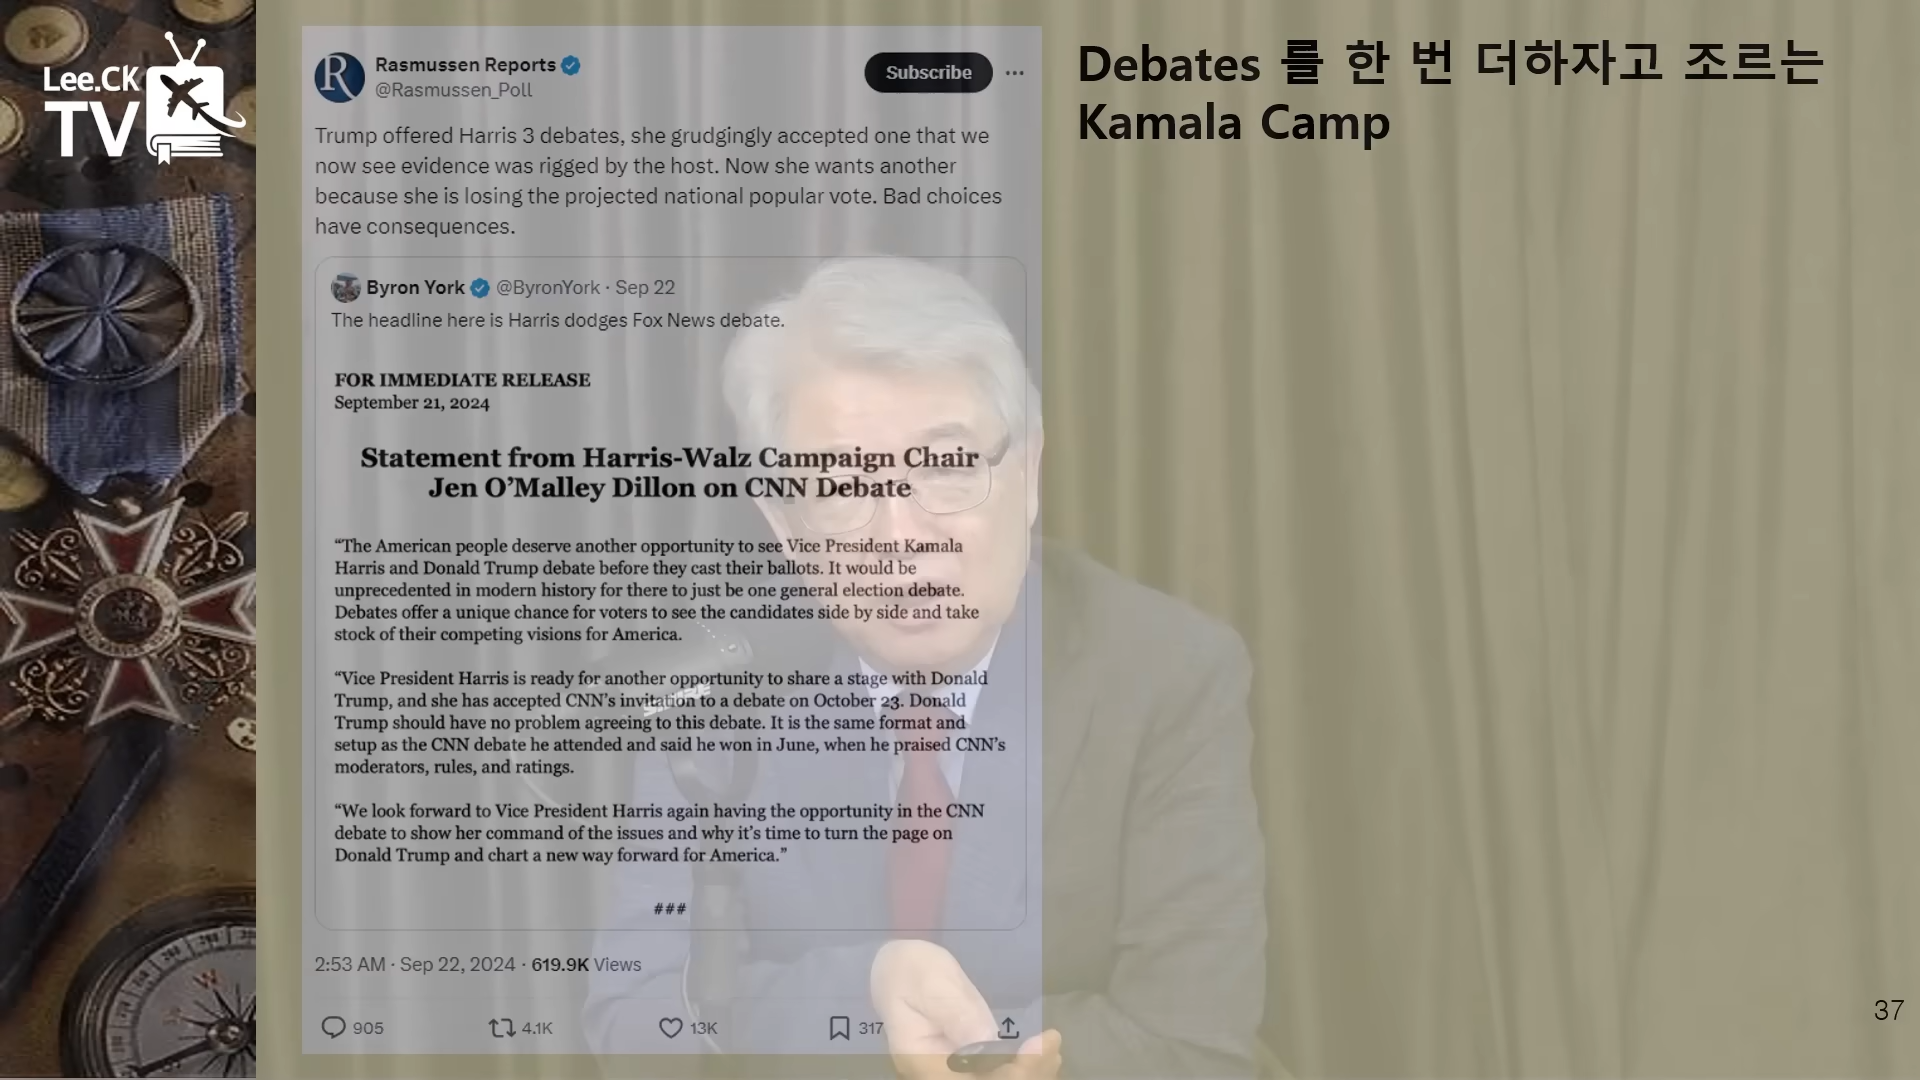 Lee.CK
TV
Rasmussen Reports
@Rasmussen_Poll
Subscribe
Trump offered Harris 3 debates, she grudgingly accepted one that we
now see evidence was rigged by the host. Now she wants another
because she is losing the projected national popular vote. Bad choices
have consequences.
Byron York @ByronYork · Sep 22
The headline here is Harris dodges Fox News debate.
FOR IMMEDIATE RELEASE
September 21, 2024
Statement from Harris-Walz Campaign Chair
Jen O’Malley Dillon on CNN Debate
“The American people deserve another opportunity to see Vice President Kamala
Harris and Donald Trump debate before they cast their ballots. It would be
unprecedented in modern history for there to just be one general election debate.
Debates offer a unique chance for voters to see the candidates side by side and take
stock of their competing visions for America.
“Vice President Harris is ready for another opportunity to share a stage with Donald
Trump, and she has accepted CNN’s invitation to a debate on October 23. Donald
Trump should have no problem agreeing to this debate. It is the same format and
setup as the CNN debate he attended and said he won in June, when he praised CNN’s
moderators, rules, and ratings.
“We look forward to Vice President Harris again having the opportunity in the CNN
debate to show her command of the issues and why it’s time to turn the page on
Donald Trump and chart a new way forward for America.”
###
2:53 AM · Sep 22, 2024 · 619.9K Views
905 4.1K 13K 317
Debates 를 한 번 더하자고 조르는
Kamala Camp
37